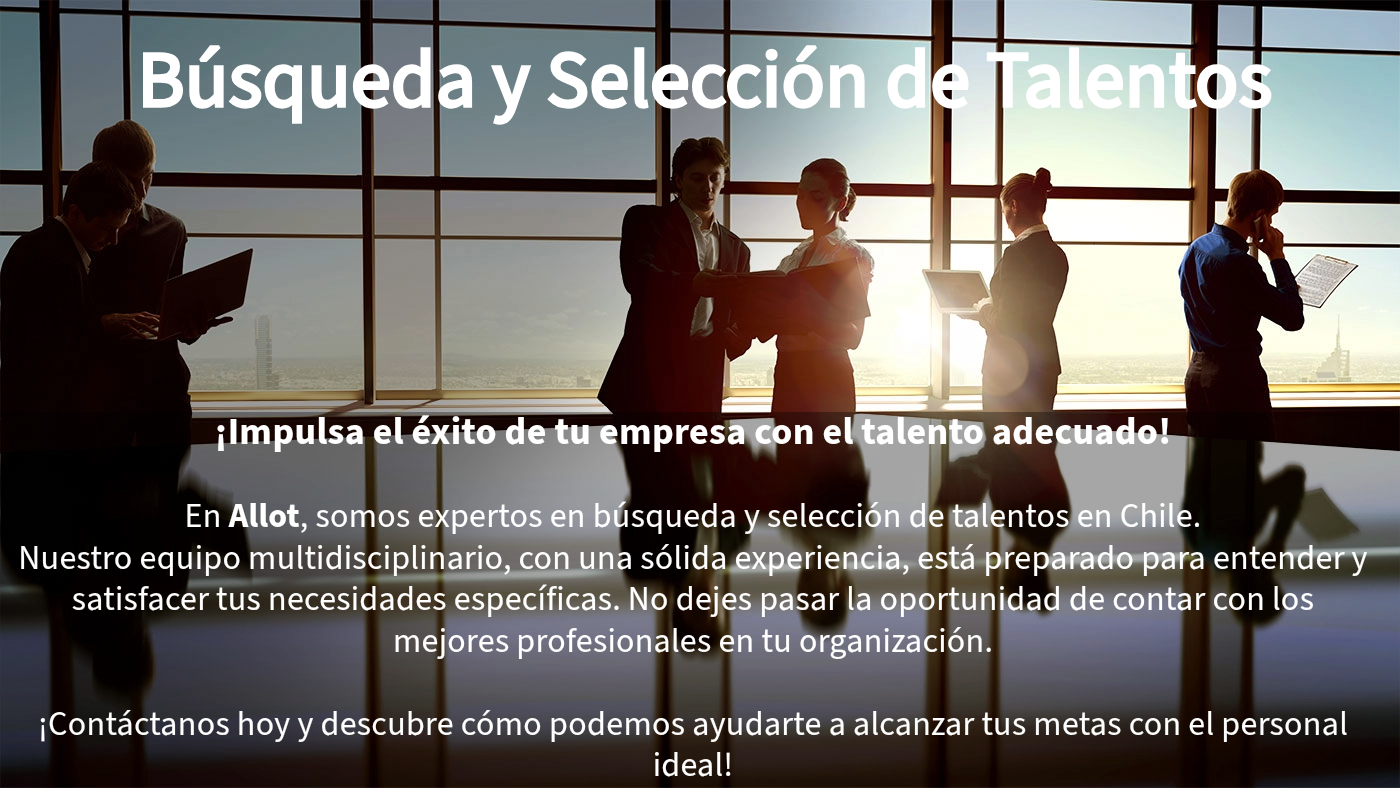 Búsqueda y Selección de Talentos
¡Impulsa el éxito de tu empresa con el talento adecuado!
En Allot, somos expertos en búsqueda y selección de talentos en Chile.
Nuestro equipo multidisciplinario, con una sólida experiencia, está preparado para entender y
satisfacer tus necesidades específicas. No dejes pasar la oportunidad de contar con los
mejores profesionales en tu organización.
¡Contáctanos hoy y descubre cómo podemos ayudarte a alcanzar tus metas con el personal
ideal!